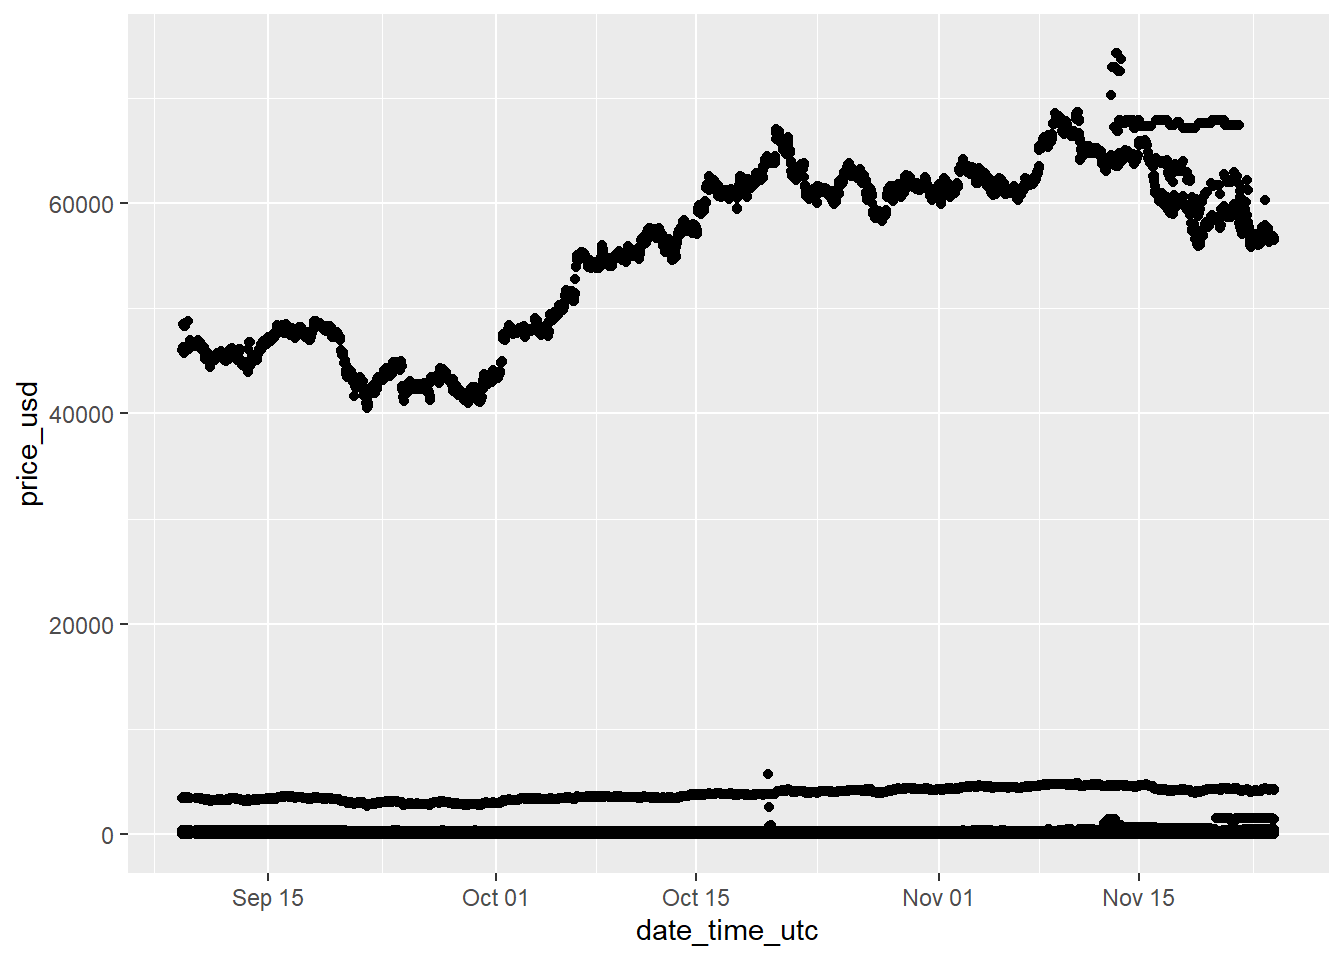 price_usd
60000
40000
20000
0
Sep 15
Oct 01
Oct 15
Nov 01
Nov 15
date_time_utc